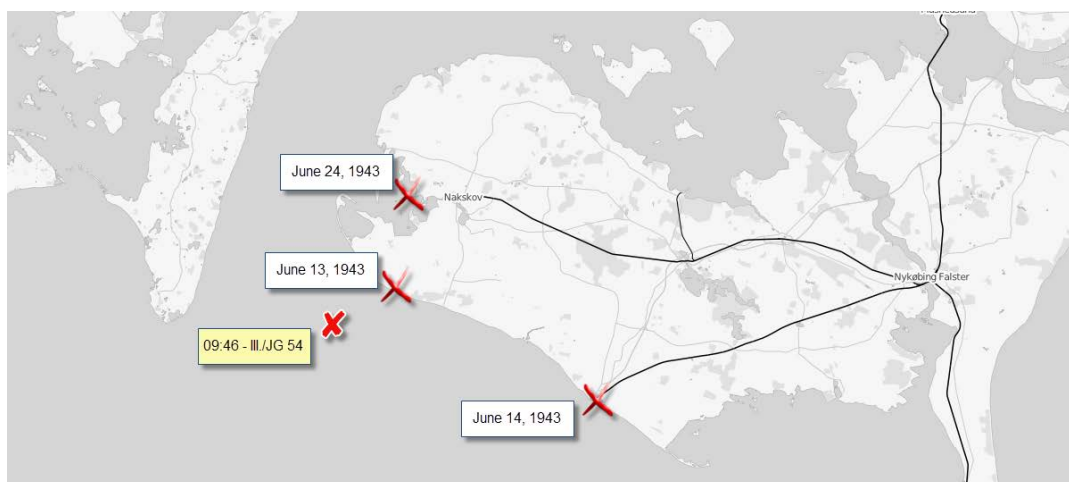 June 24, 1943
Nakskov
June 13, 1943
Nykøbing Falster
09:46 - III./JG 54
June 14, 1943